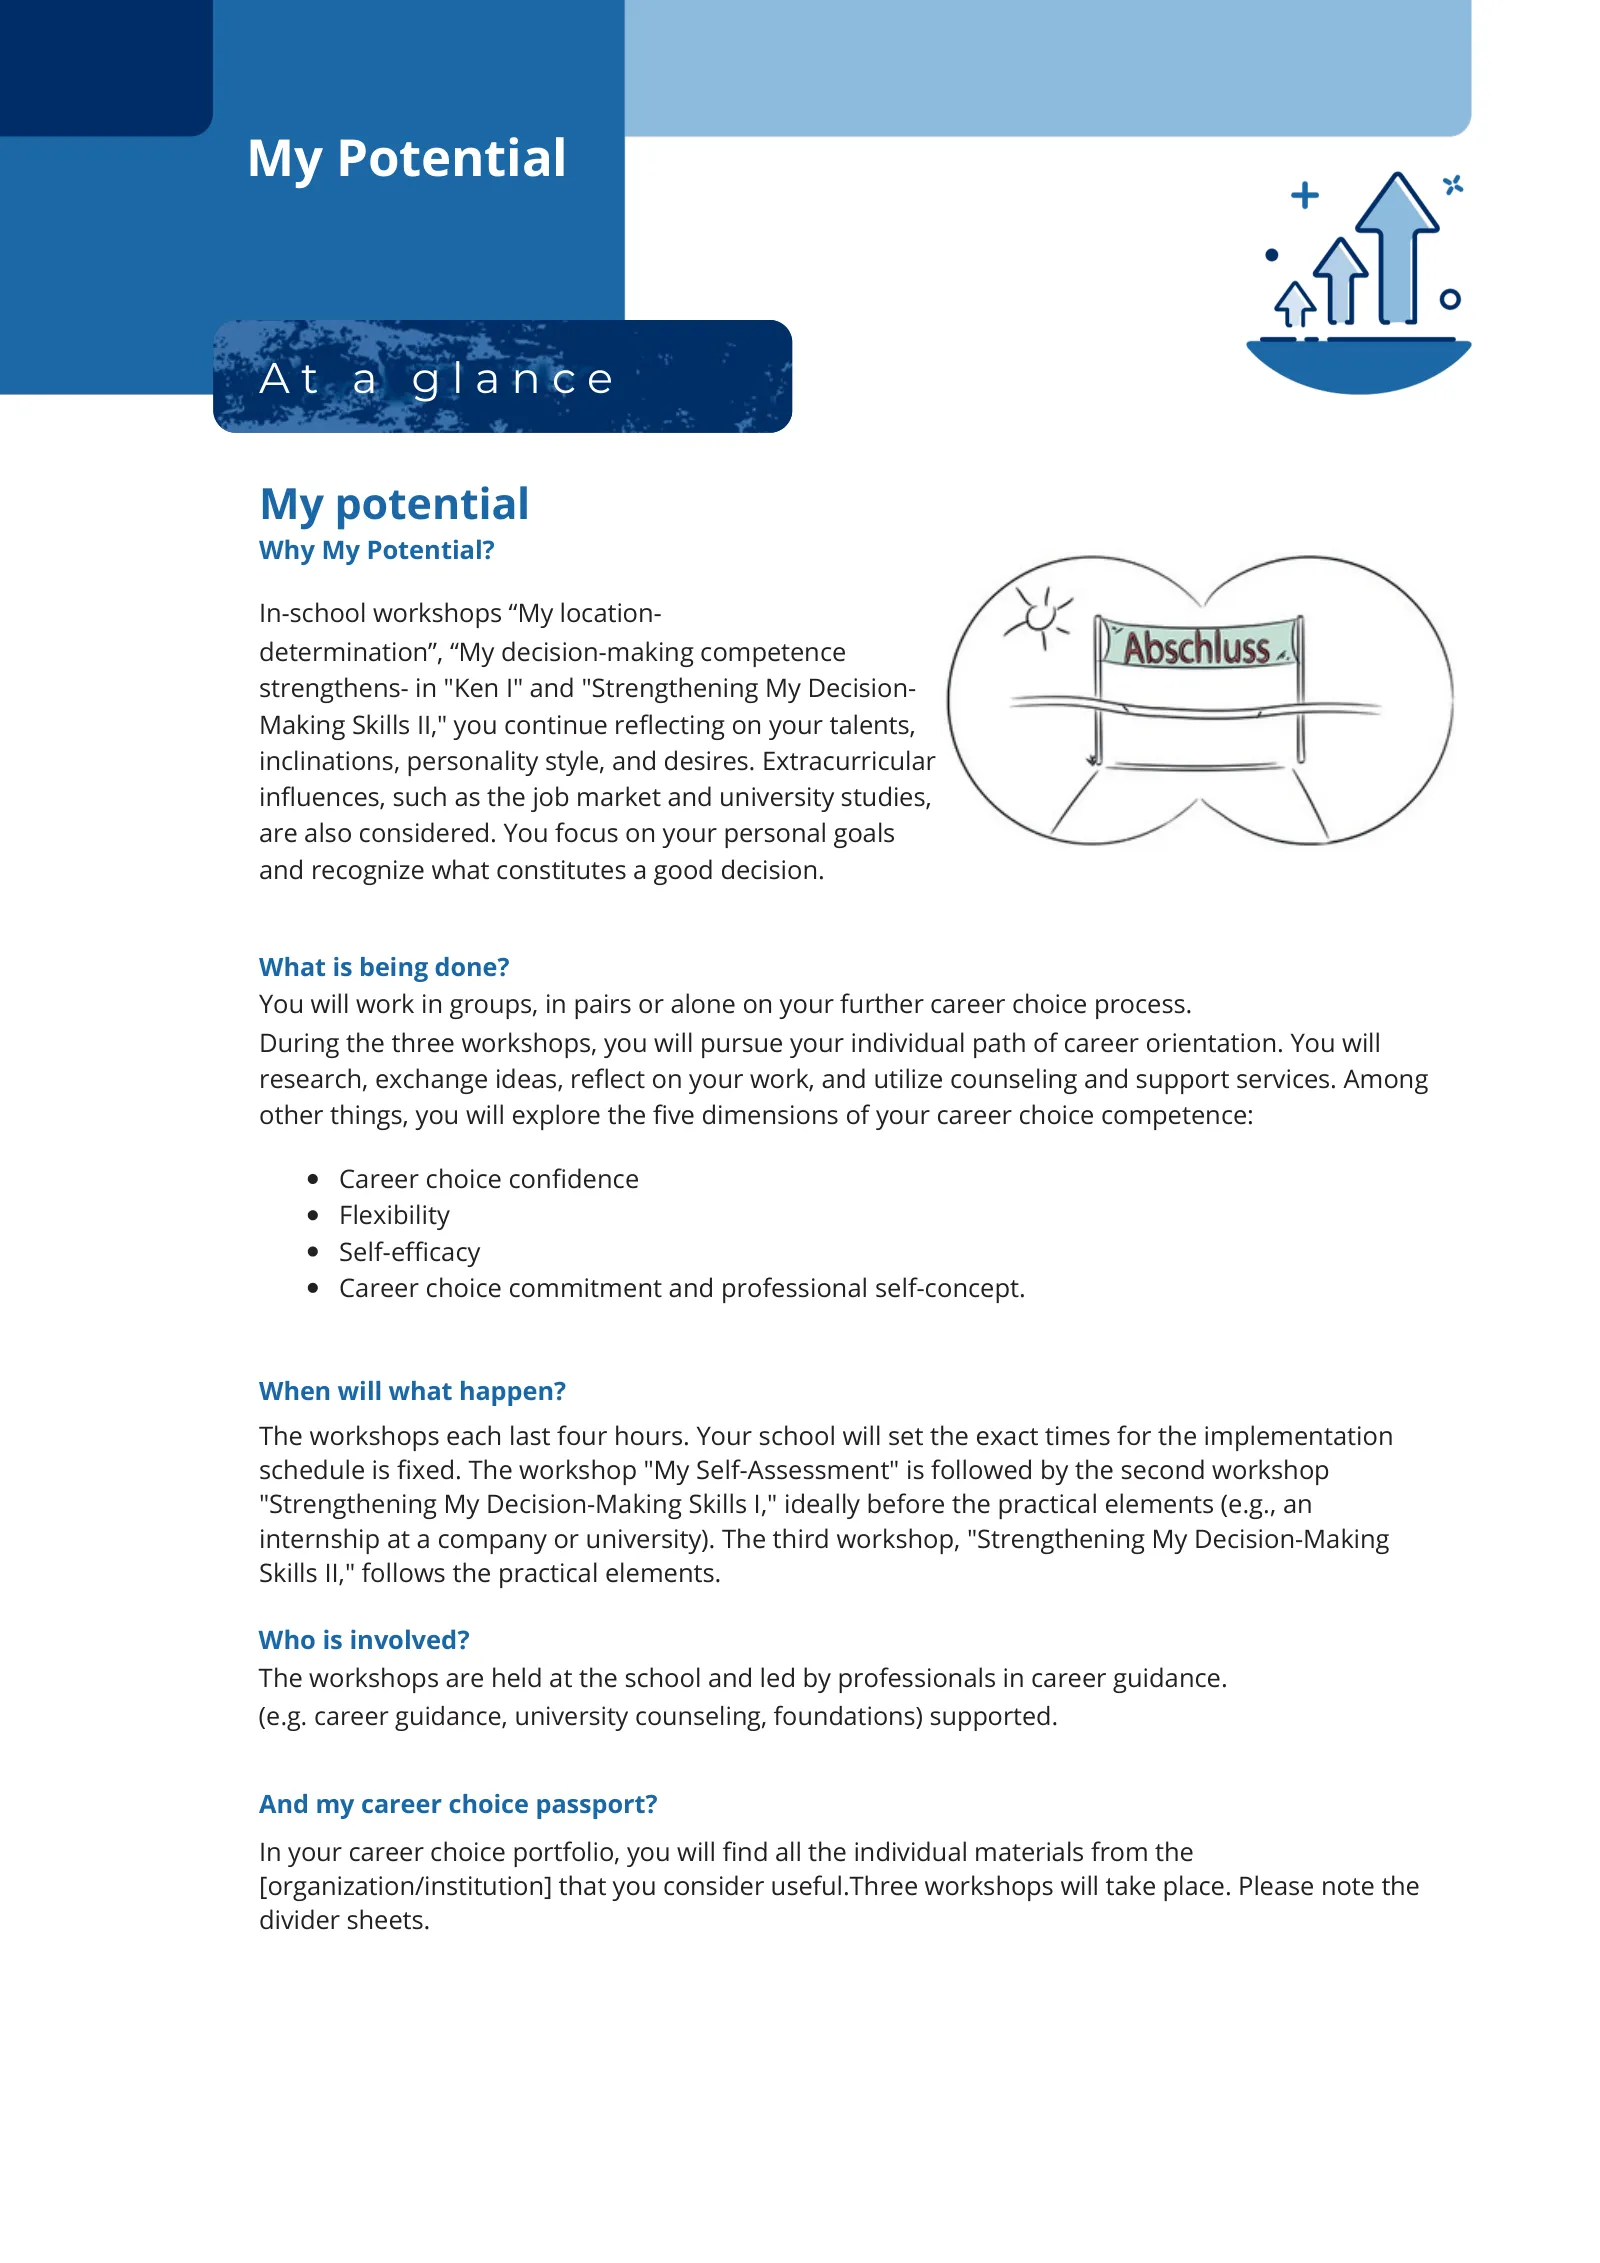 My Potential
At a glance
My potential
Why My Potential?
In-school workshops “My location-
determination”, “My decision-making competence
strengthens- in "Ken I" and "Strengthening My Decision-
Making Skills II," you continue reflecting on your talents,
inclinations, personality style, and desires. Extracurricular
influences, such as the job market and university studies,
are also considered. You focus on your personal goals
and recognize what constitutes a good decision.
Abschluss
What is being done?
You will work in groups, in pairs or alone on your further career choice process.
During the three workshops, you will pursue your individual path of career orientation. You will
research, exchange ideas, reflect on your work, and utilize counseling and support services. Among
other things, you will explore the five dimensions of your career choice competence:
• Career choice confidence
• Flexibility
• Self-efficacy
• Career choice commitment and professional self-concept.
When will what happen?
The workshops each last four hours. Your school will set the exact times for the implementation
schedule is fixed. The workshop "My Self-Assessment" is followed by the second workshop
"Strengthening My Decision-Making Skills I," ideally before the practical elements (e.g., an
internship at a company or university). The third workshop, "Strengthening My Decision-Making
Skills II," follows the practical elements.
Who is involved?
The workshops are held at the school and led by professionals in career guidance.
(e.g. career guidance, university counseling, foundations) supported.
And my career choice passport?
In your career choice portfolio, you will find all the individual materials from the
[organization/institution] that you consider useful.Three workshops will take place. Please note the
divider sheets.